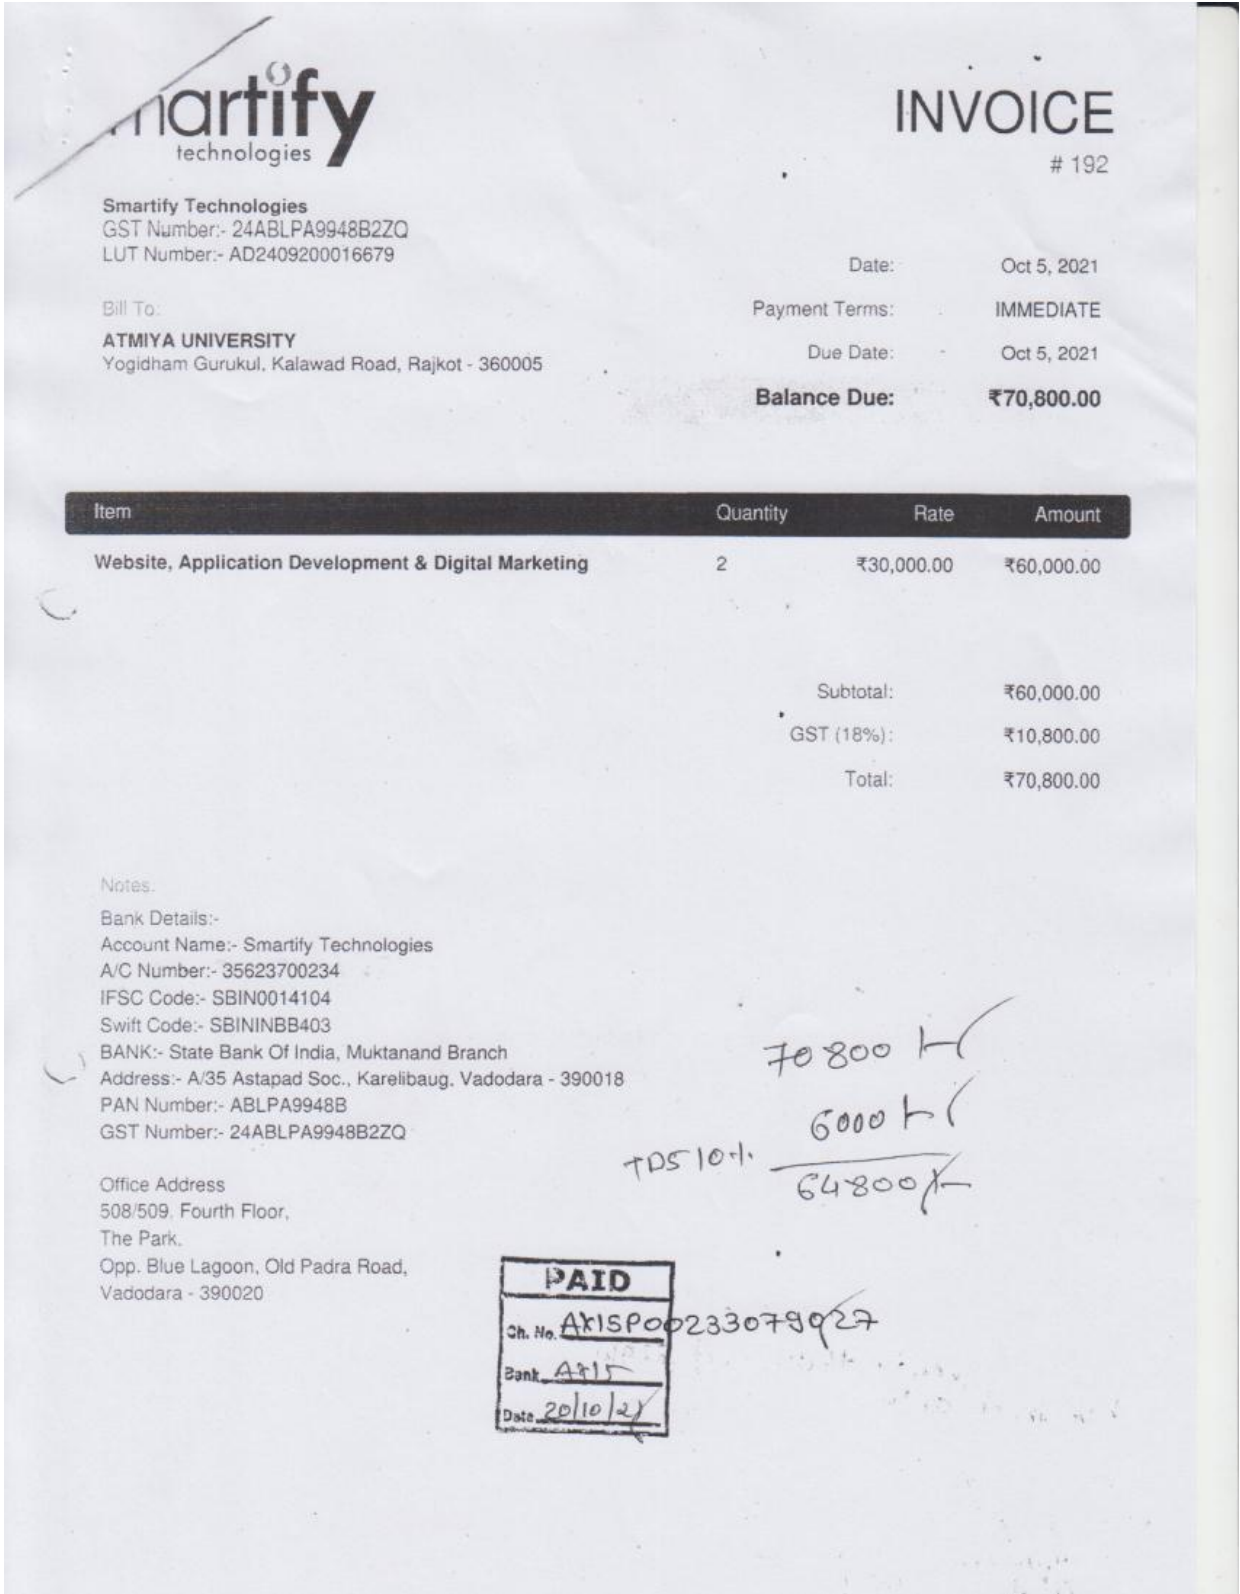 martify
technologies
INVOICE
# 192
Smartify Technologies
GST Number:- 24ABLPA9948B2ZQ
LUT Number:- AD2409200016679
Date: Oct 5, 2021
Bill To:
Payment Terms: IMMEDIATE
ATMIYA UNIVERSITY
Yogidham Gurukul, Kalawad Road, Rajkot - 360005
Due Date: Oct 5, 2021
Balance Due: ₹70,800.00
Item Quantity Rate Amount
Website, Application Development & Digital Marketing 2 ₹30,000.00 ₹60,000.00
Subtotal: ₹60,000.00
GST (18%): ₹10,800.00
Total: ₹70,800.00
Notes:
Bank Details:-
Account Name:- Smartify Technologies
A/C Number:- 35623700234
IFSC Code:- SBIN0014104
Swift Code:- SBININBB403
BANK:- State Bank Of India, Muktanand Branch
Address:- A/35 Astapad Soc., Karelibaug, Vadodara - 390018
PAN Number:- ABLPA9948B
GST Number:- 24ABLPA9948B2ZQ
70800
6000
TDS 10%
64800/-
Office Address
508/509, Fourth Floor,
The Park,
Opp. Blue Lagoon, Old Padra Road,
Vadodara - 390020
PAID
Ch. No. AXISP00233079027
Bank Axis
Date 20/10/21